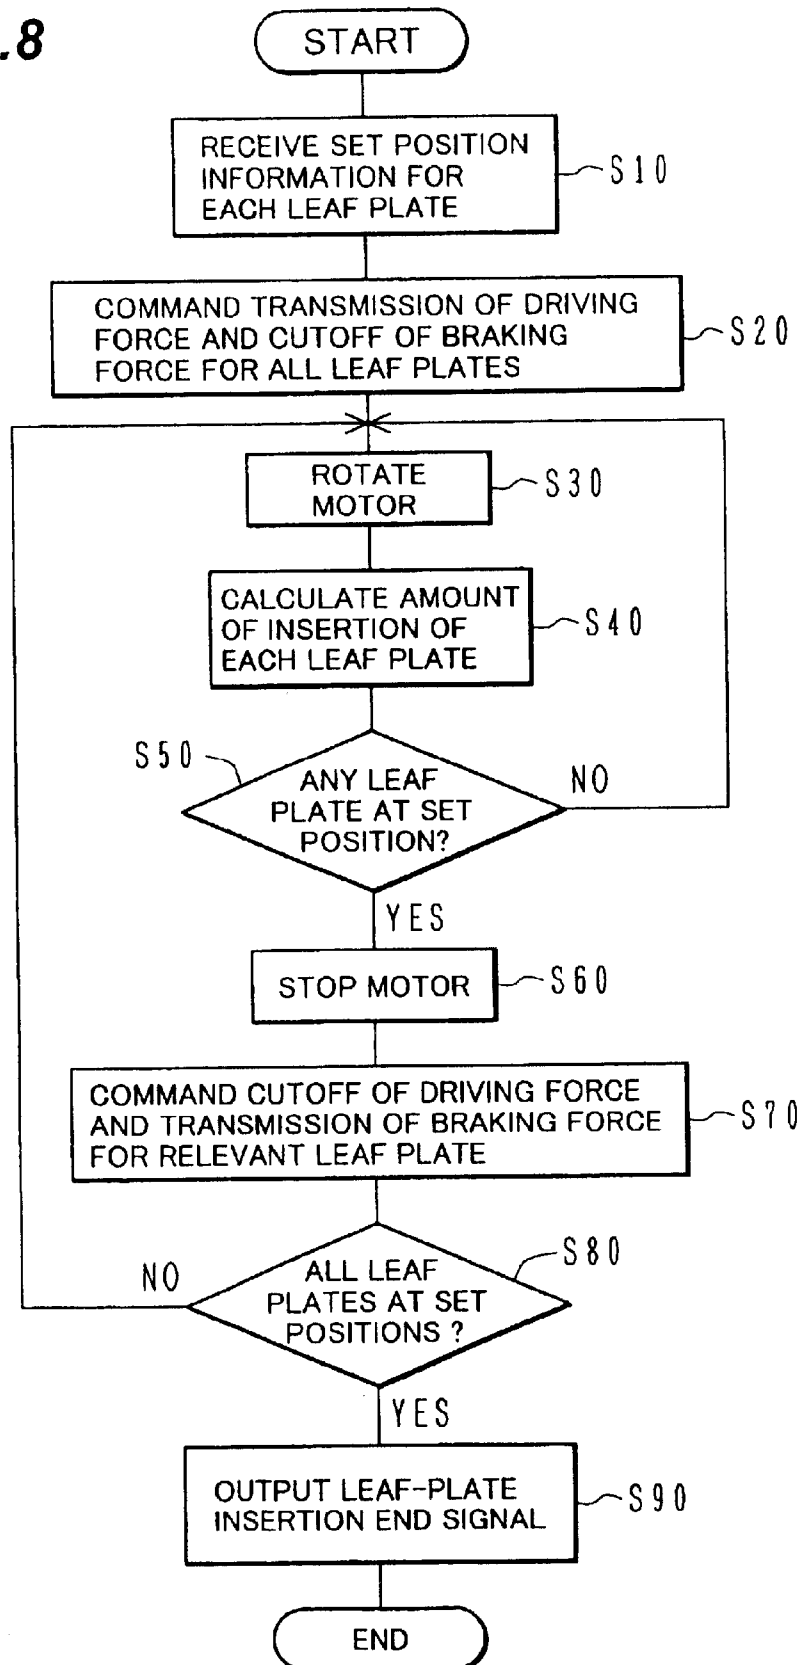 .8
START
RECEIVE SET POSITION
INFORMATION FOR
EACH LEAF PLATE
S10
COMMAND TRANSMISSION OF DRIVING
FORCE AND CUTOFF OF BRAKING
FORCE FOR ALL LEAF PLATES
S20
ROTATE
MOTOR
S30
CALCULATE AMOUNT
OF INSERTION OF
EACH LEAF PLATE
S40
S50
ANY LEAF
PLATE AT SET
POSITION?
NO
YES
STOP MOTOR
S60
COMMAND CUTOFF OF DRIVING FORCE
AND TRANSMISSION OF BRAKING FORCE
FOR RELEVANT LEAF PLATE
S70
ALL LEAF
PLATES AT SET
POSITIONS ?
S80
NO
YES
OUTPUT LEAF-PLATE
INSERTION END SIGNAL
S90
END